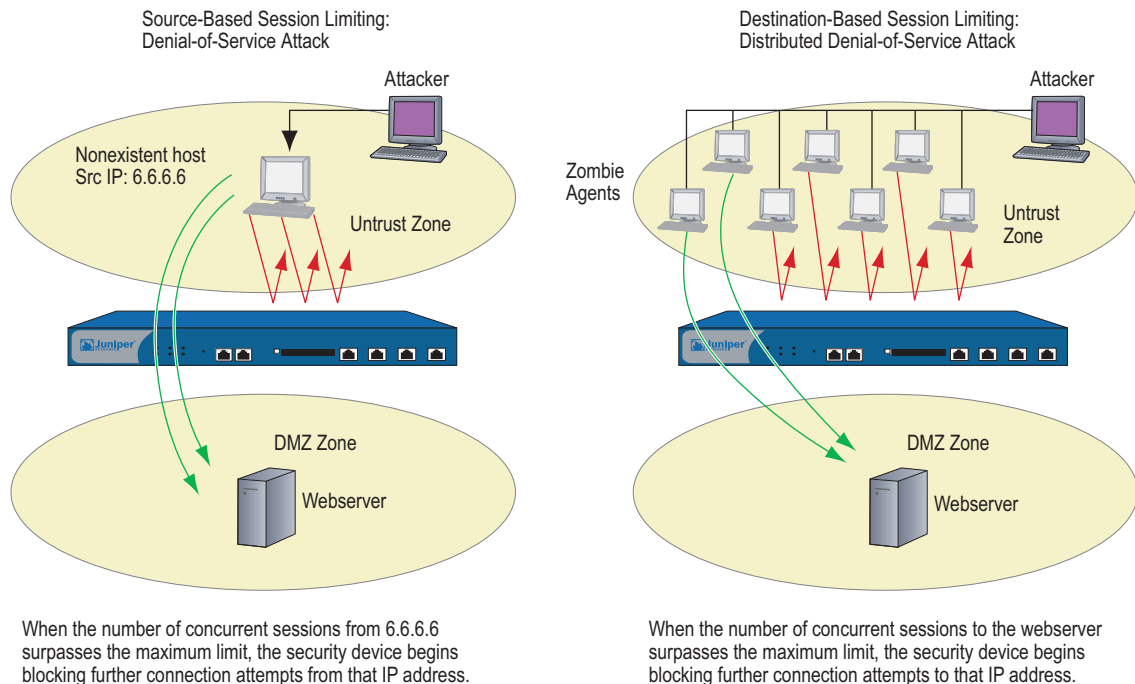 Source-Based Session Limiting:
Denial-of-Service Attack
Attacker
Nonexistent host
Src IP: 6.6.6.6
Untrust Zone
Juniper
DMZ Zone
Webserver
When the number of concurrent sessions from 6.6.6.6
surpasses the maximum limit, the security device begins
blocking further connection attempts from that IP address.
Destination-Based Session Limiting:
Distributed Denial-of-Service Attack
Attacker
Zombie
Agents
Untrust
Zone
Juniper
DMZ Zone
Webserver
When the number of concurrent sessions to the webserver
surpasses the maximum limit, the security device begins
blocking further connection attempts to that IP address.